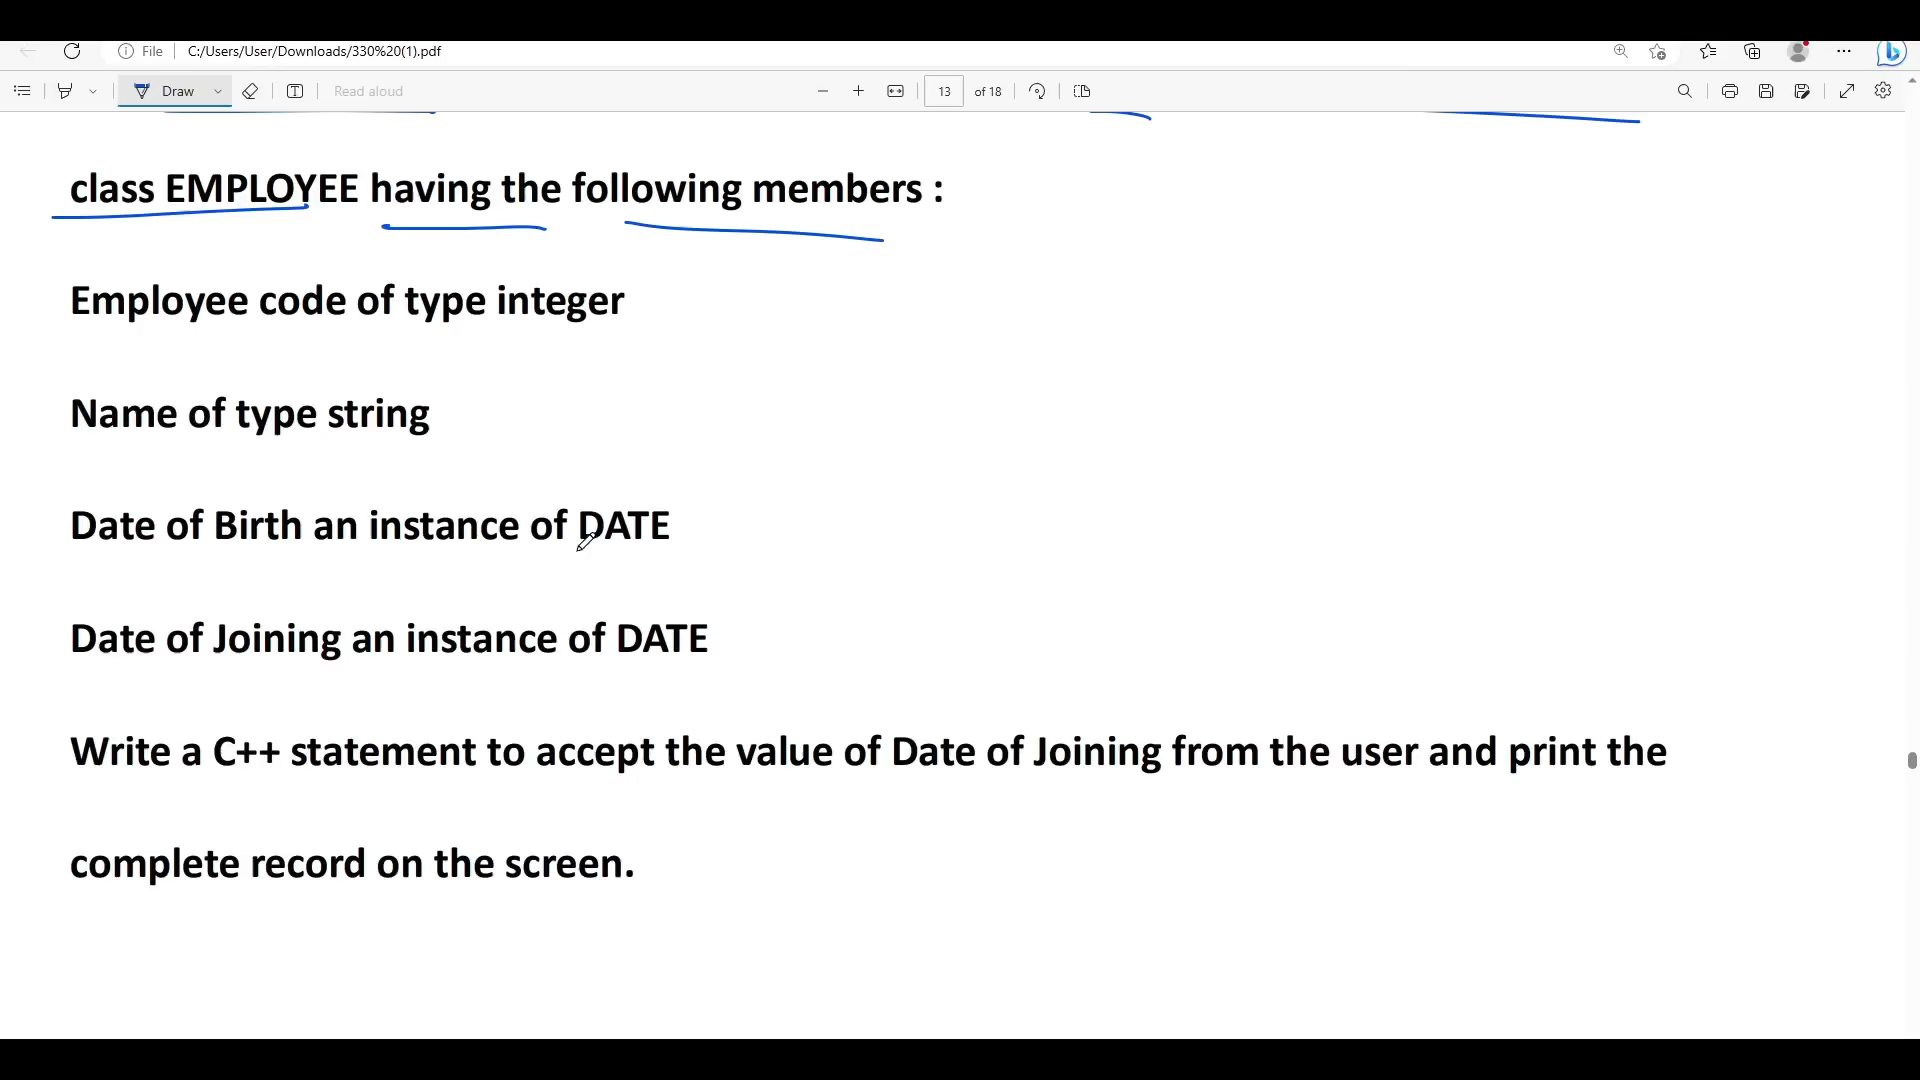 File C:/Users/User/Downloads/330%20(1).pdf
Draw Read aloud 13 of 18
class EMPLOYEE having the following members :
Employee code of type integer
Name of type string
Date of Birth an instance of DATE
Date of Joining an instance of DATE
Write a C++ statement to accept the value of Date of Joining from the user and print the
complete record on the screen.